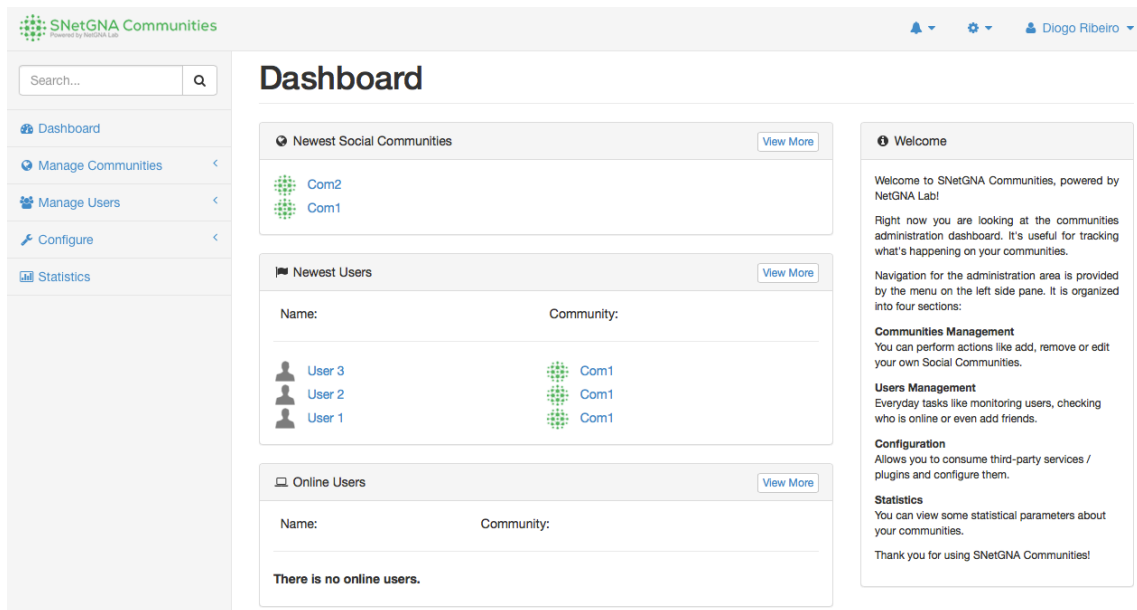 SNetGNA Communities
Powered by NetGNA Lab
Diogo Ribeiro
Search...
Dashboard
Manage Communities
Manage Users
Configure
Statistics
Dashboard
Newest Social Communities
View More
Com2
Com1
Newest Users
View More
Name: Community:
User 3 Com1
User 2 Com1
User 1 Com1
Online Users
View More
Name: Community:
There is no online users.
Welcome
Welcome to SNetGNA Communities, powered by
NetGNA Lab!
Right now you are looking at the communities
administration dashboard. It's useful for tracking
what's happening on your communities.
Navigation for the administration area is provided
by the menu on the left side pane. It is organized
into four sections:
Communities Management
You can perform actions like add, remove or edit
your own Social Communities.
Users Management
Everyday tasks like monitoring users, checking
who is online or even add friends.
Configuration
Allows you to consume third-party services /
plugins and configure them.
Statistics
You can view some statistical parameters about
your communities.
Thank you for using SNetGNA Communities!